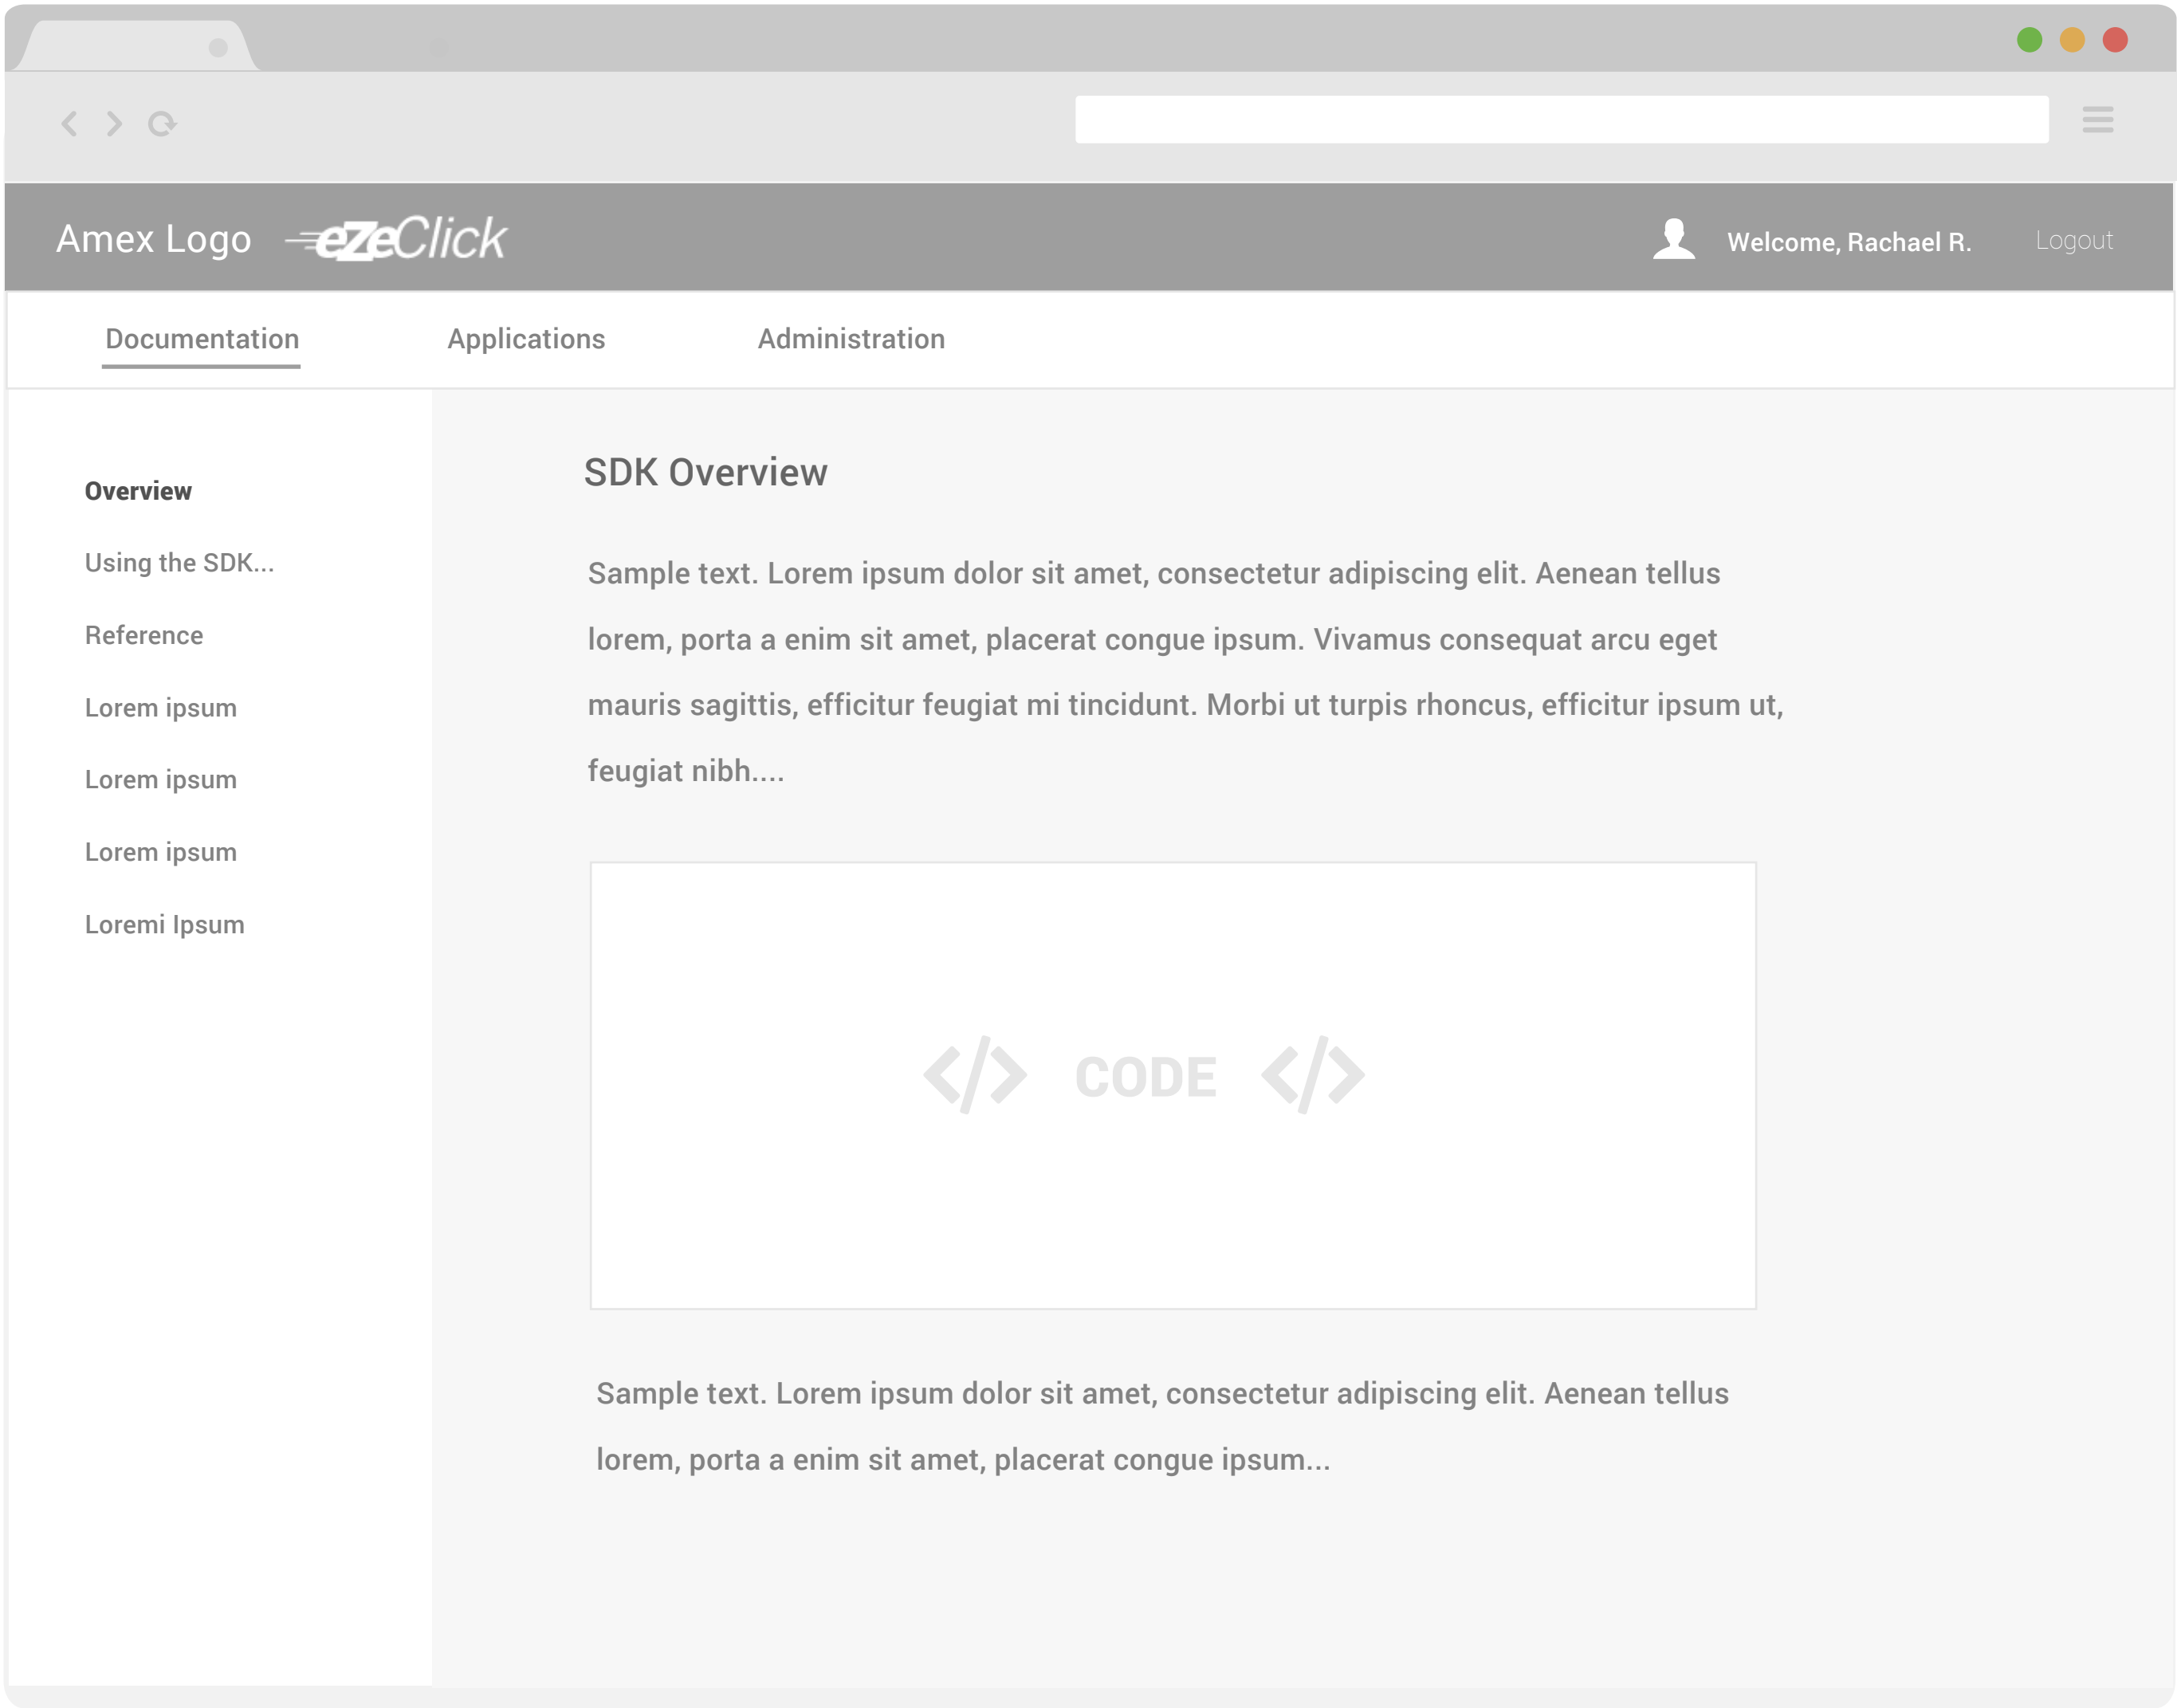 Amex Logo ezeClick Welcome, Rachael R. Logout
Documentation Applications Administration
Overview
Using the SDK...
Reference
Lorem ipsum
Lorem ipsum
Lorem ipsum
Loremi Ipsum
SDK Overview
Sample text. Lorem ipsum dolor sit amet, consectetur adipiscing elit. Aenean tellus
lorem, porta a enim sit amet, placerat congue ipsum. Vivamus consequat arcu eget
mauris sagittis, efficitur feugiat mi tincidunt. Morbi ut turpis rhoncus, efficitur ipsum ut,
feugiat nibh....
</> CODE </>
Sample text. Lorem ipsum dolor sit amet, consectetur adipiscing elit. Aenean tellus
lorem, porta a enim sit amet, placerat congue ipsum...